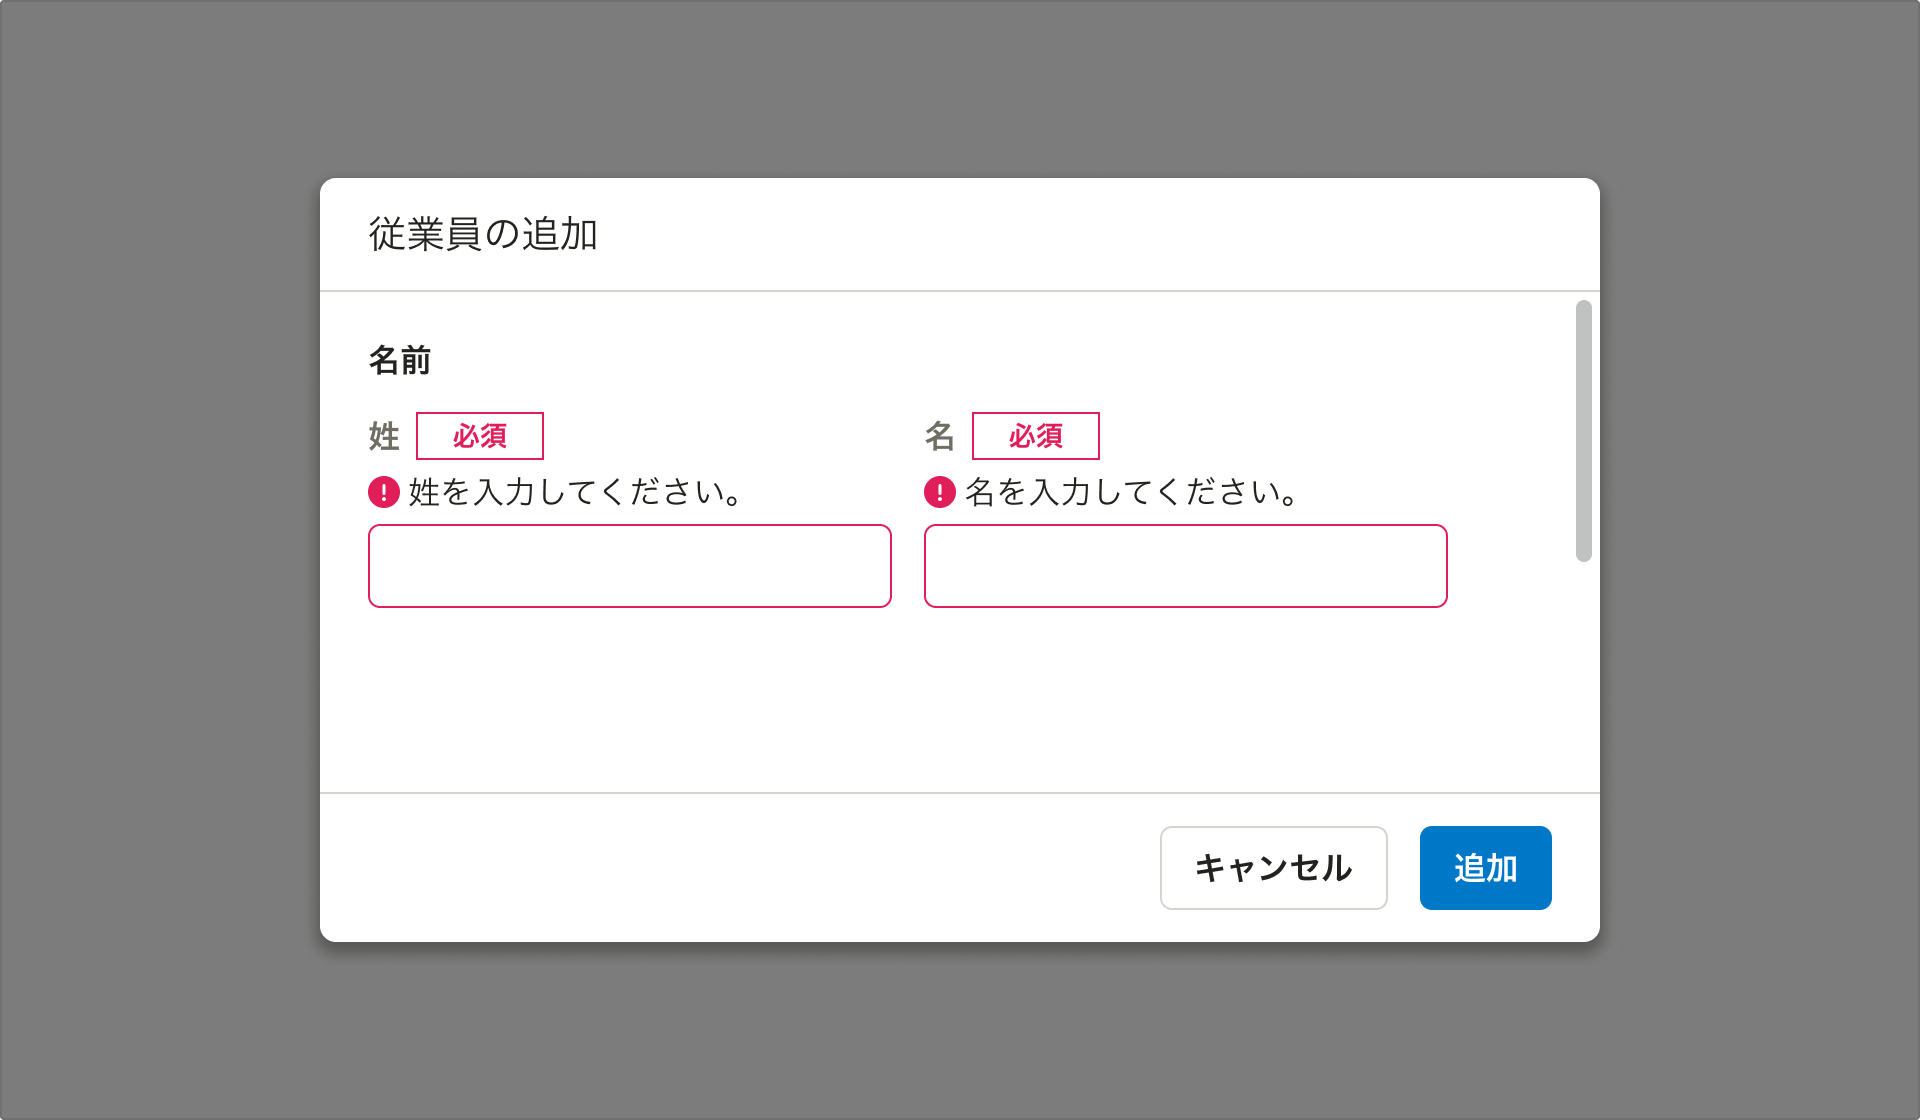 従業員の追加
名前
姓 必須
名 必須
姓を入力してください。
名を入力してください。
キャンセル
追加